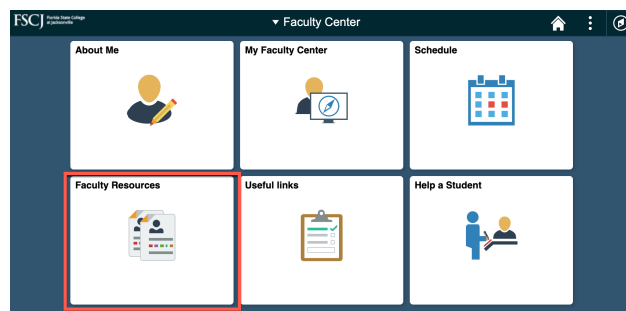 FSCJ Florida State College
at Jacksonville
▼ Faculty Center
About Me
My Faculty Center
Schedule
Faculty Resources
Useful links
Help a Student